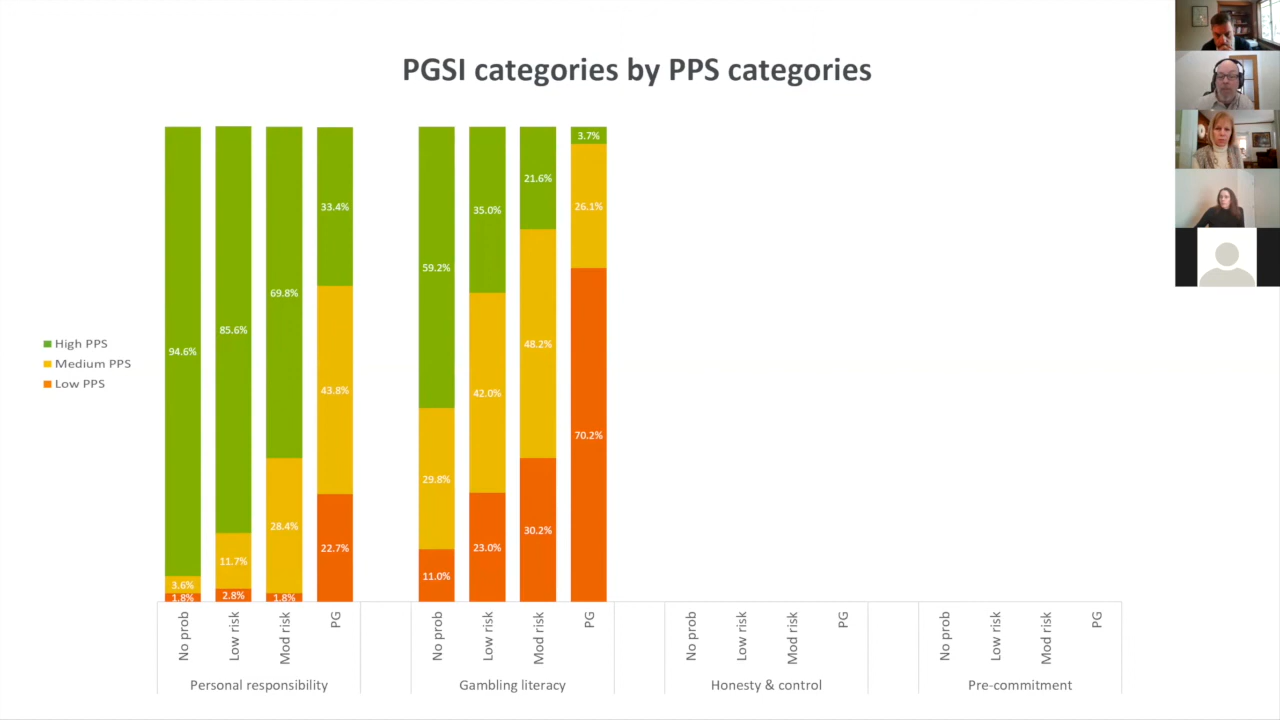 PGSI categories by PPS categories
High PPS
Medium PPS
Low PPS
94.6%
3.6%
1.8%
85.6%
11.7%
2.8%
69.8%
28.4%
1.8%
33.4%
43.8%
22.7%
59.2%
29.8%
11.0%
35.0%
42.0%
23.0%
21.6%
48.2%
30.2%
3.7%
26.1%
70.2%
No prob
Low risk
Mod risk
PG
No prob
Low risk
Mod risk
PG
No prob
Low risk
Mod risk
PG
No prob
Low risk
Mod risk
PG
Personal responsibility
Gambling literacy
Honesty & control
Pre-commitment